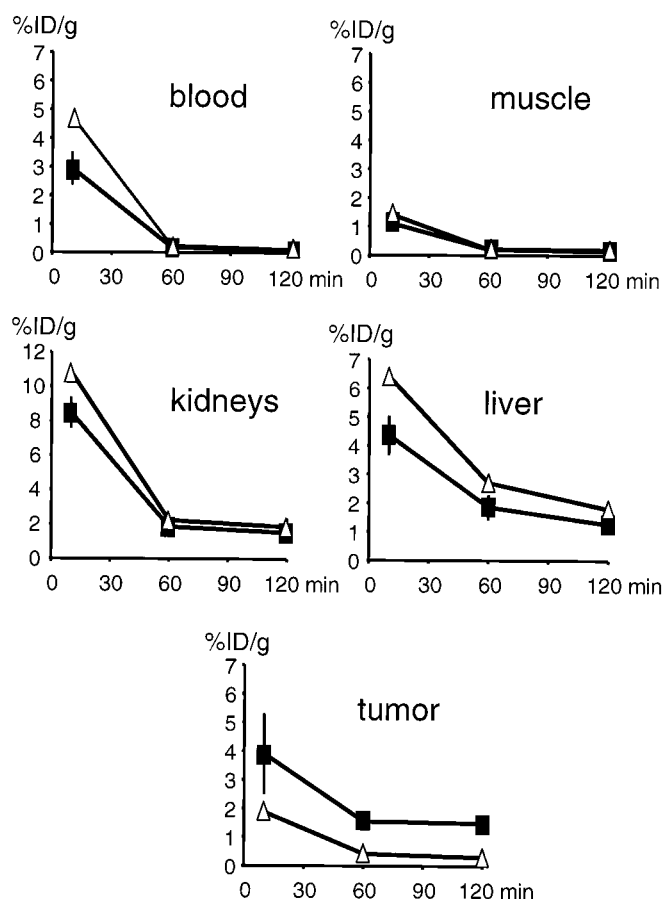 %ID/g %ID/g
7 7
6 6
5 5
4 4
3 3
2 2
1 1
0 0
blood muscle
0 30 60 90 120 min 0 30 60 90 120 min
%ID/g %ID/g
12 7
10 6
8 5
6 4
4 3
2 2
0 1
0
kidneys liver
0 30 60 90 120 min 0 30 60 90 120 min
%ID/g
7
6
5
4
3
2
1
0
tumor
0 30 60 90 120 min